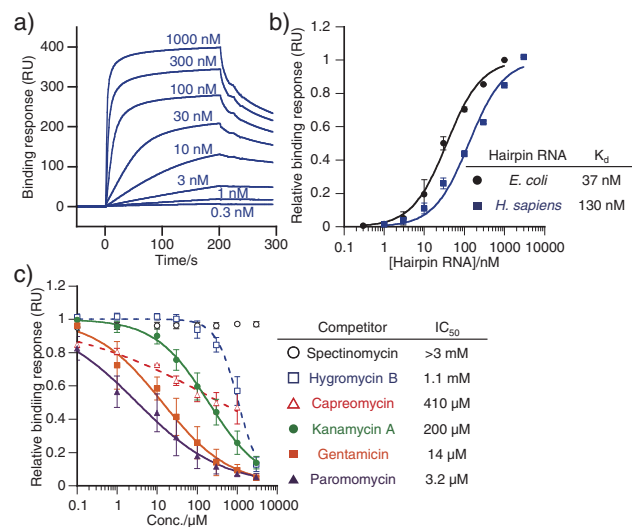 a)
Binding response (RU)
400
300
200
100
0
1000 nM
300 nM
100 nM
30 nM
10 nM
3 nM
1 nM
0.3 nM
0
100
200
300
Time/s
b)
Relative binding response (RU)
1.2
1
0.8
0.6
0.4
0.2
0
Hairpin RNA Kd
E. coli 37 nM
H. sapiens 130 nM
0.1
1
10
100
1000
10000
[Hairpin RNA]/nM
c)
Relative bindiing response (RU)
1.2
1
0.8
0.6
0.4
0.2
0
0.1
1
10
100
1000
10000
Conc./µM
Competitor IC50
Spectinomycin >3 mM
Hygromycin B 1.1 mM
Capreomycin 410 µM
Kanamycin A 200 µM
Gentamicin 14 µM
Paromomycin 3.2 µM